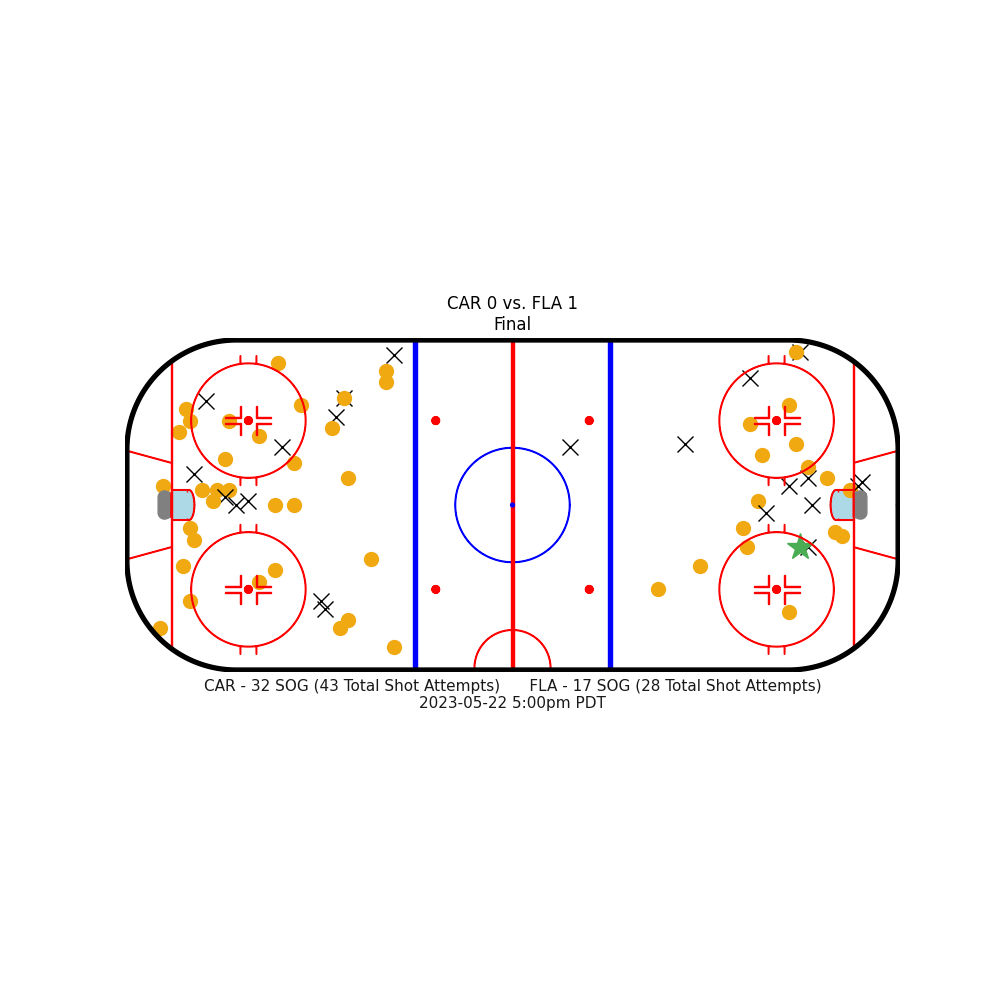 CAR 0 vs. FLA 1
Final
CAR - 32 SOG (43 Total Shot Attempts) FLA - 17 SOG (28 Total Shot Attempts)
2023-05-22 5:00pm PDT